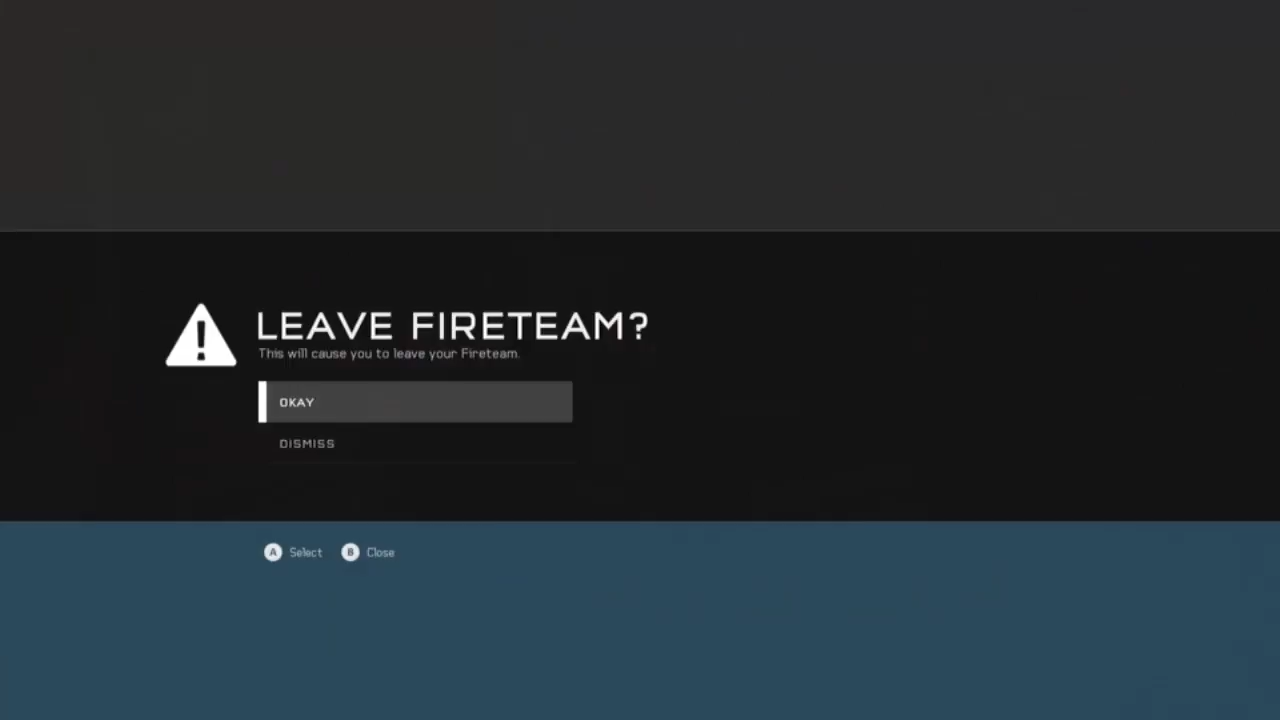 LEAVE FIRETEAM?
This will cause you to leave your Fireteam.
OKAY
DISMISS
A Select B Close